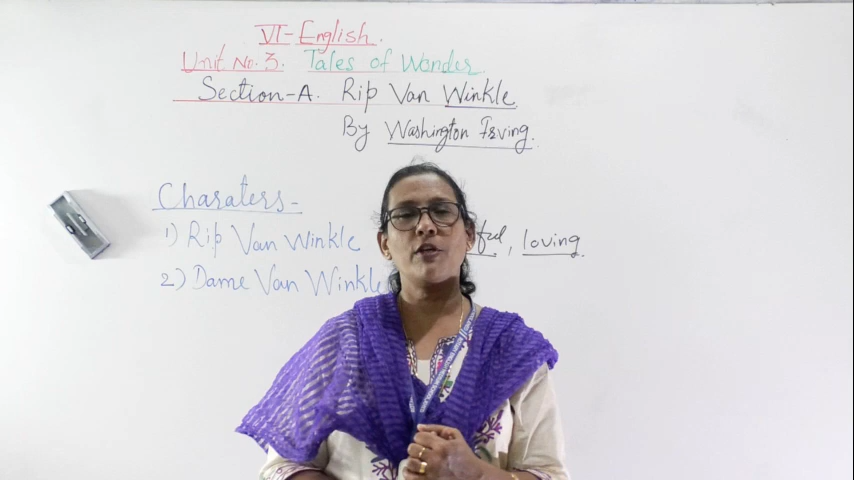 VI-English.
Unit No. 3. Tales of Wonder.
Section-A. Rip Van Winkle
By Washington Irving.
Charaters-
1) Rip Van Winkle , loving
2) Dame Van Winkle